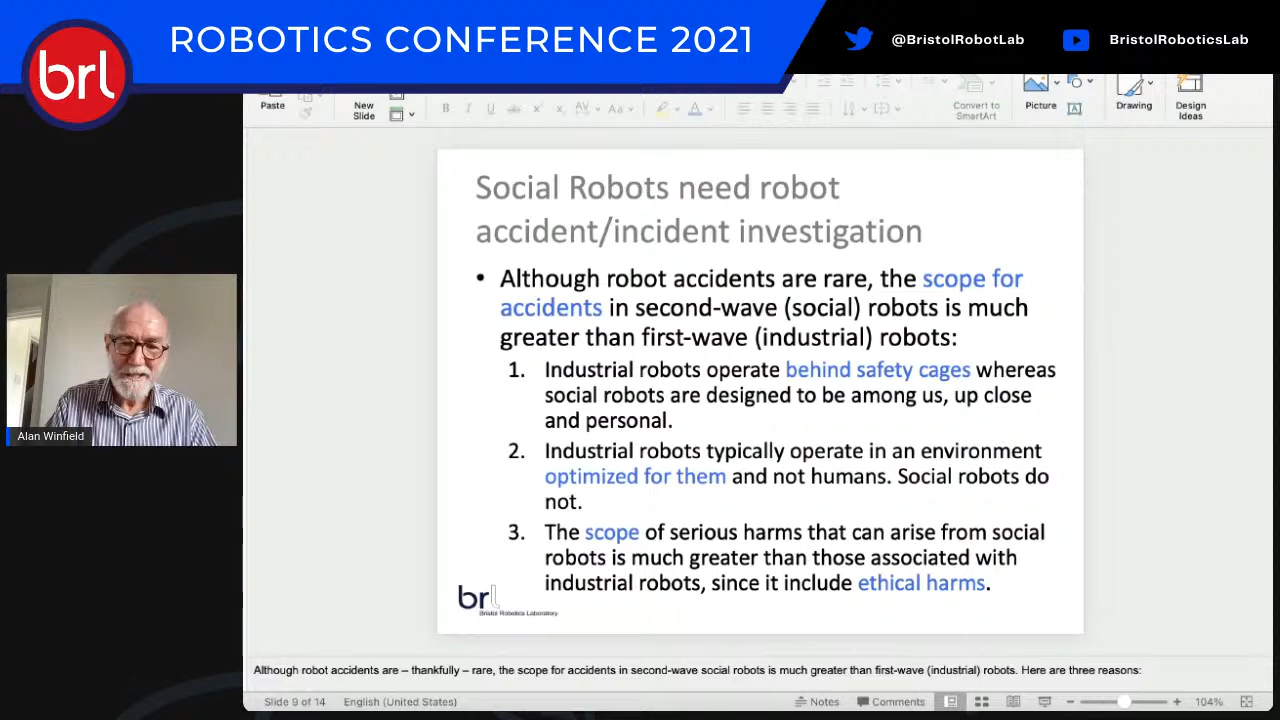 ROBOTICS CONFERENCE 2021
@BristolRobotLab
BristolRoboticsLab
brl
Paste
New
Slide
Convert to
SmartArt
Picture
Drawing
Design
Ideas
Social Robots need robot
accident/incident investigation
• Although robot accidents are rare, the scope for
accidents in second-wave (social) robots is much
greater than first-wave (industrial) robots:
1. Industrial robots operate behind safety cages whereas
social robots are designed to be among us, up close
and personal.
2. Industrial robots typically operate in an environment
optimized for them and not humans. Social robots do
not.
3. The scope of serious harms that can arise from social
robots is much greater than those associated with
industrial robots, since it include ethical harms.
brl
Bristol Robotics Laboratory
Alan Winfield
Although robot accidents are – thankfully – rare, the scope for accidents in second-wave social robots is much greater than first-wave (industrial) robots. Here are three reasons:
Slide 9 of 14
English (United States)
Notes
Comments
104%